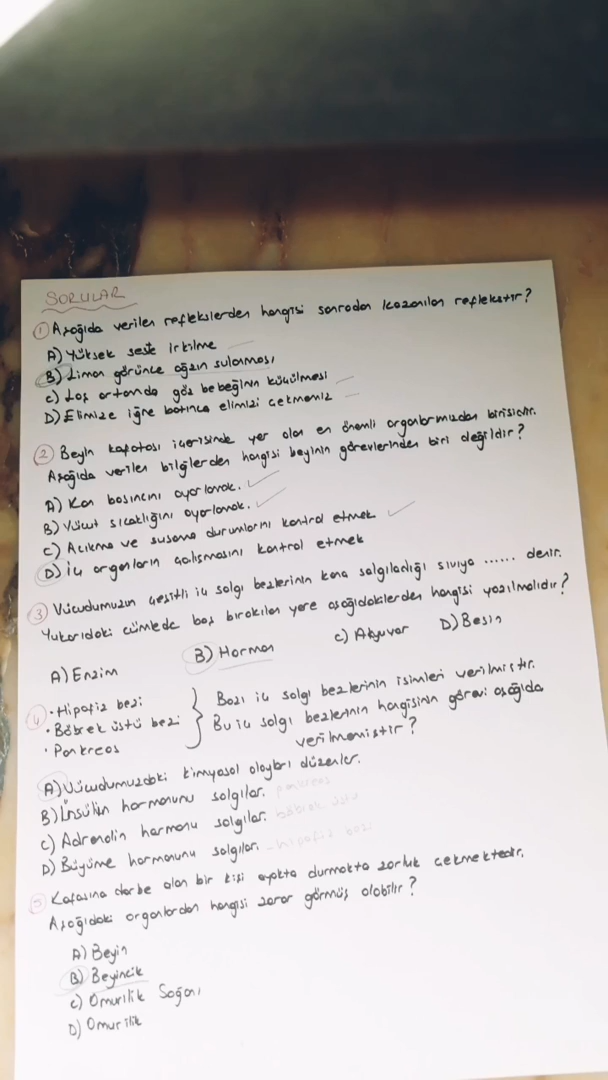 SORULAR
1 Aşağıda verilen reflekslerden hangisi sonradan kazanılan reflekstir?
A) Yüksek seste irkilme
B) Limon görünce ağzın sulanması
C) Loş ortamda göz bebeğinin küçülmesi
D) Elimize iğne batınca elimizi çekmemiz
2 Beyin kafatası içerisinde yer alan en önemli organlarımızdan birisidir.
Aşağıda verilen bilgilerden hangisi beynin görevlerinden biri değildir?
A) Kan basıncını ayarlamak.
B) Vücut sıcaklığını ayarlamak.
C) Acıkma ve susama durumlarını kontrol etmek
D) İç organların çalışmasını kontrol etmek
3 Vücudumuzun çeşitli iç salgı bezlerinin kana salgıladığı sıvıya ...... denir.
Yukarıdaki cümlede boş bırakılan yere aşağıdakilerden hangisi yazılmalıdır?
A) Enzim B) Hormon C) Akyuvar D) Besin
4 • Hipofiz bezi
• Böbrek üstü bezi
• Pankreas
Bazı iç salgı bezlerinin isimleri verilmiştir.
Bu iç salgı bezlerinin hangisinin görevi aşağıda
verilmemiştir?
A) Vücudumuzdaki kimyasal olayları düzenler.
B) İnsülin hormonunu salgılar. pankreas
C) Adrenalin harmonu salgılar. böbrek üstü
D) Büyüme hormonunu salgılar. - hipofiz bezi
5 Kafasına darbe alan bir kişi ayakta durmakta zorluk çekmektedir.
Aşağıdaki organlardan hangisi zarar görmüş olabilir?
A) Beyin
B) Beyincik
C) Omurilik Soğanı
D) Omurilik